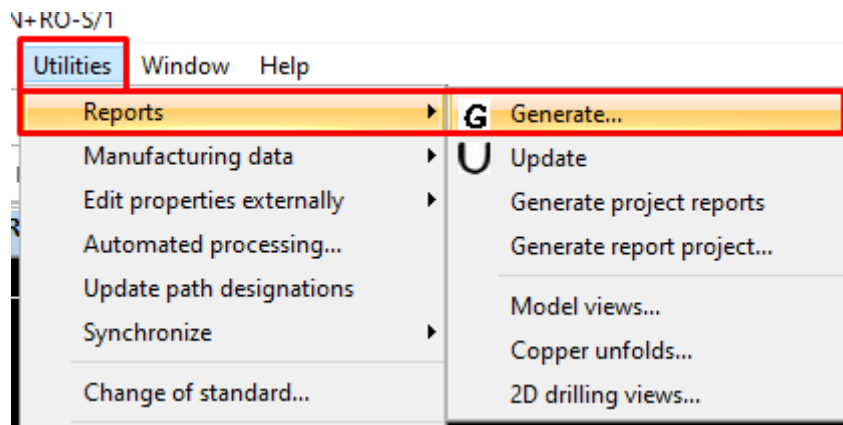 N+RO-S/1
Utilities Window Help
Reports
Manufacturing data
Edit properties externally
Automated processing...
Update path designations
Synchronize
Change of standard...
G Generate...
U Update
Generate project reports
Generate report project...
Model views...
Copper unfolds...
2D drilling views...